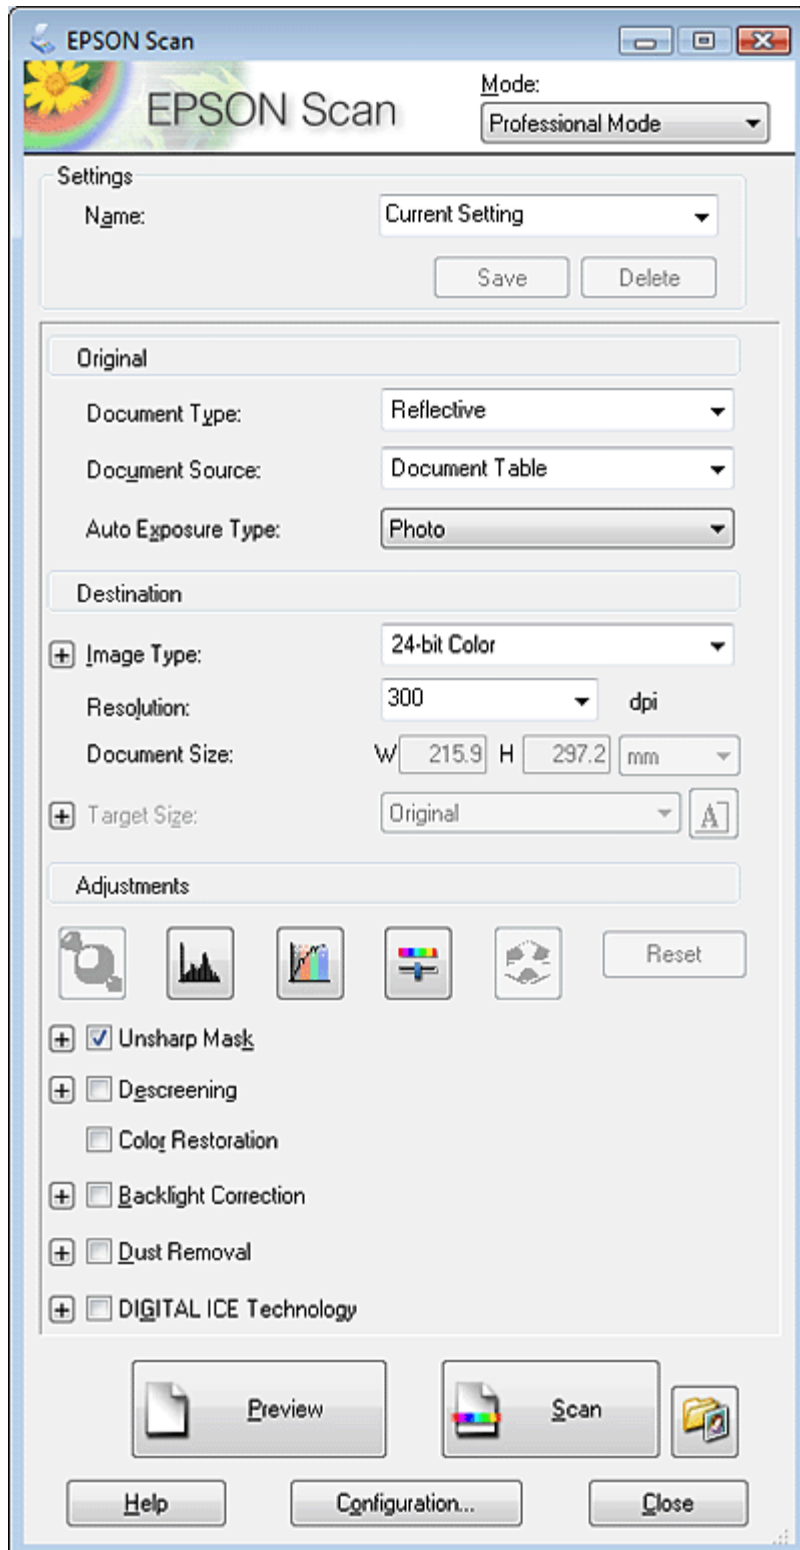 EPSON Scan
EPSON Scan
Mode:
Professional Mode
Settings
Name: Current Setting
Save Delete
Original
Document Type: Reflective
Document Source: Document Table
Auto Exposure Type: Photo
Destination
Image Type: 24-bit Color
Resolution: 300 dpi
Document Size: W 215.9 H 297.2 mm
Target Size: Original A
Adjustments
Reset
Unsharp Mask
Descreening
Color Restoration
Backlight Correction
Dust Removal
DIGITAL ICE Technology
Preview Scan
Help Configuration... Close